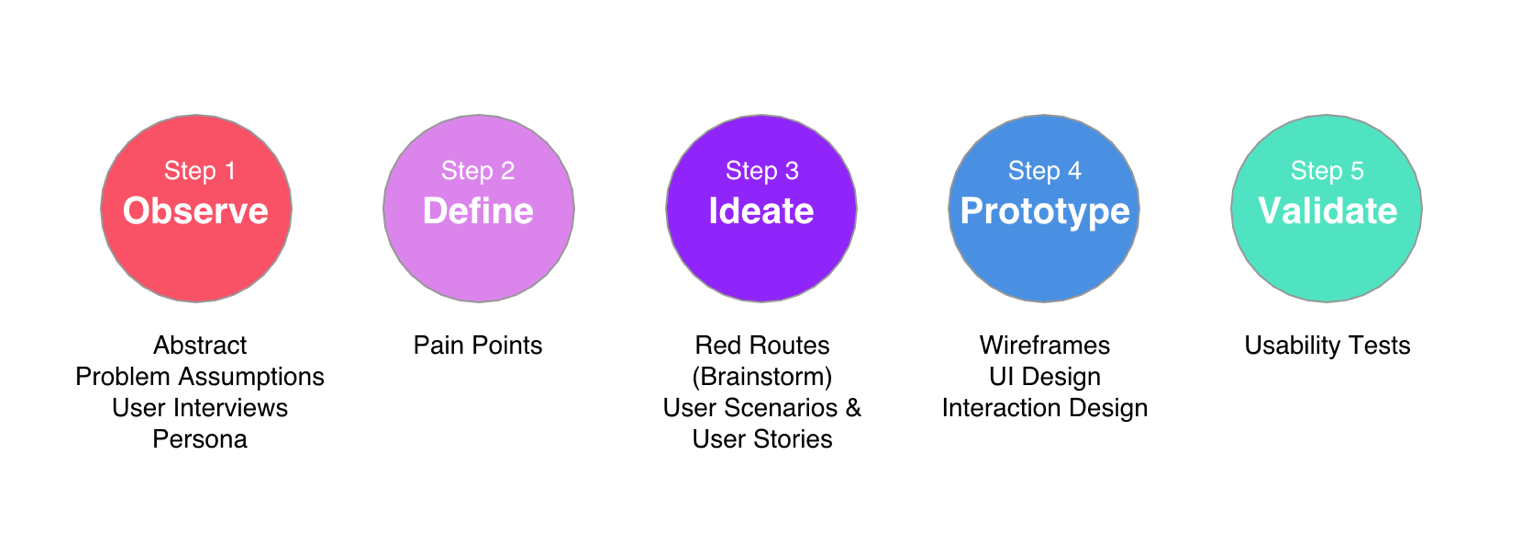 Step 1
Observe
Abstract
Problem Assumptions
User Interviews
Persona
Step 2
Define
Pain Points
Step 3
Ideate
Red Routes
(Brainstorm)
User Scenarios &
User Stories
Step 4
Prototype
Wireframes
UI Design
Interaction Design
Step 5
Validate
Usability Tests